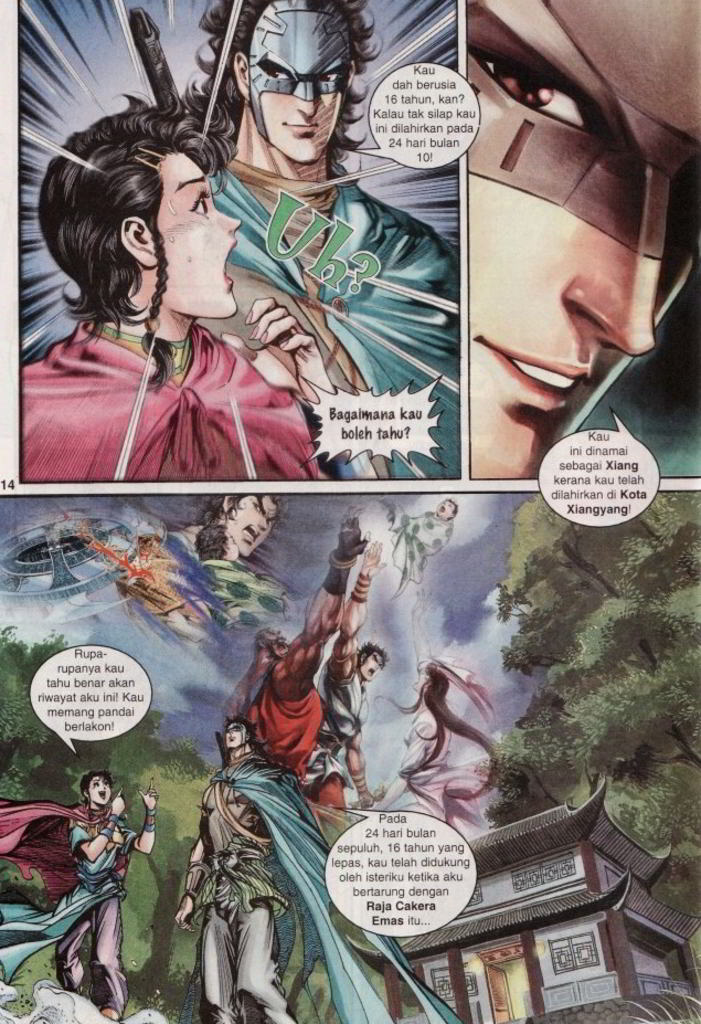 Kau
dah berusia
16 tahun, kan?
Kalau tak silap kau
ini dilahirkan pada
24 hari bulan
10!
Uh?
Bagaimana kau
boleh tahu?
Kau
ini dinamai
sebagai Xiang
kerana kau telah
dilahirkan di Kota
Xiangyang!
14
Rupa-
rupanya kau
tahu benar akan
riwayat aku ini! Kau
memang pandai
berlakon!
Pada
24 hari bulan
sepuluh, 16 tahun yang
lepas, kau telah didukung
oleh isteriku ketika aku
bertarung dengan
Raja Cakera
Emas itu...